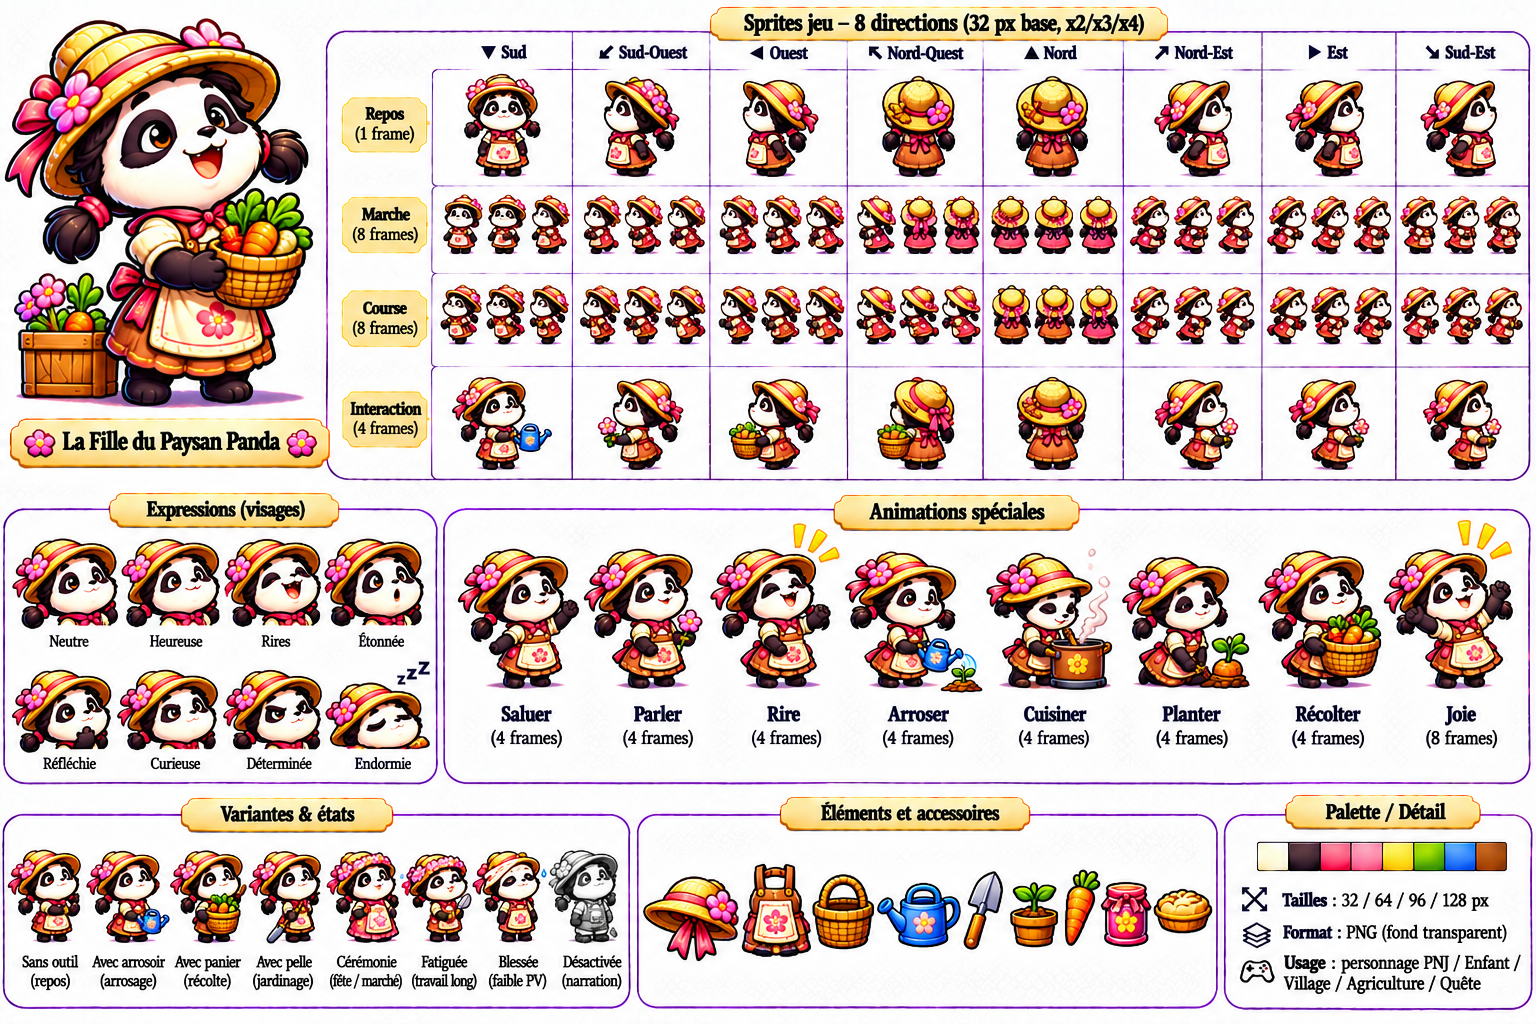 Sprites jeu – 8 directions (32 px base, x2/x3/x4)
▼ Sud
↙ Sud-Ouest
◀ Ouest
↖ Nord-Quest
▲ Nord
↗ Nord-Est
▶ Est
↘ Sud-Est
Repos
(1 frame)
Marche
(8 frames)
Course
(8 frames)
Interaction
(4 frames)
La Fille du Paysan Panda
Expressions (visages)
Neutre
Heureuse
Rires
Étonnée
zzZ
Réfléchie
Curieuse
Déterminée
Endormie
Animations spéciales
Saluer
(4 frames)
Parler
(4 frames)
Rire
(4 frames)
Arroser
(4 frames)
Cuisiner
(4 frames)
Planter
(4 frames)
Récolter
(4 frames)
Joie
(8 frames)
Variantes & états
Sans outil
(repos)
Avec arrosoir
(arrosage)
Avec panier
(récolte)
Avec pelle
(jardinage)
Cérémonie
(fête / marché)
Fatiguée
(travail long)
Blessée
(faible PV)
Désactivée
(narration)
Éléments et accessoires
Palette / Détail
Tailles : 32 / 64 / 96 / 128 px
Format : PNG (fond transparent)
Usage : personnage PNJ / Enfant /
Village / Agriculture / Quête